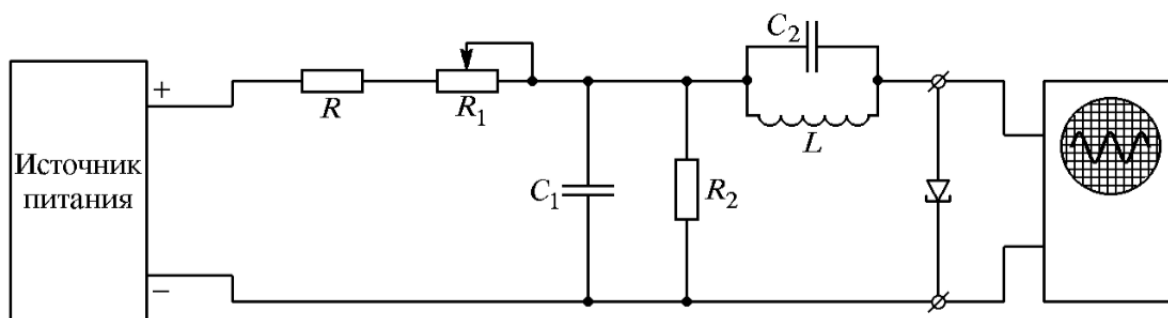 Источник
питания
+
−
R
R₁
C₁
R₂
C₂
L